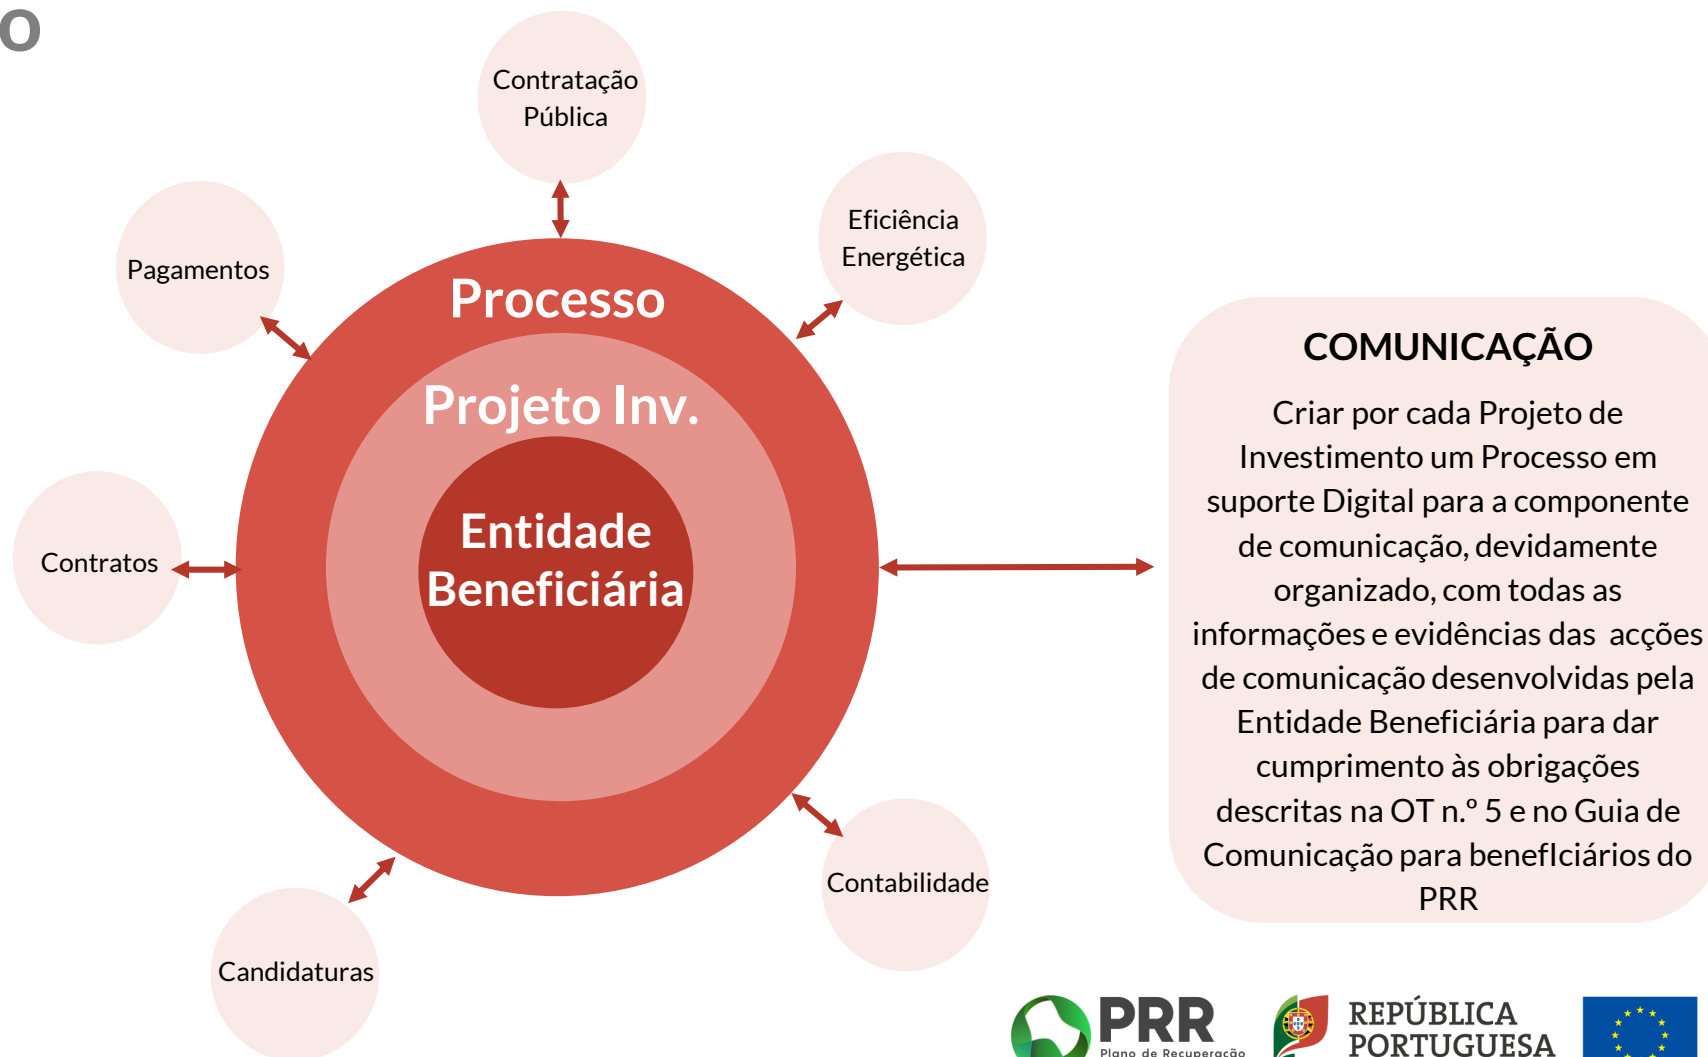 o
Contratação
Pública
Eficiência
Energética
Pagamentos
Processo
Projeto Inv.
Entidade
Beneficiária
Contratos
Contabilidade
Candidaturas
COMUNICAÇÃO
Criar por cada Projeto de
Investimento um Processo em
suporte Digital para a componente
de comunicação, devidamente
organizado, com todas as
informações e evidências das  acções
de comunicação desenvolvidas pela
Entidade Beneficiária para dar
cumprimento às obrigações
descritas na OT n.º 5 e no Guia de
Comunicação para beneflciários do
PRR
PRR
Plano de Recuperação
REPÚBLICA
PORTUGUESA